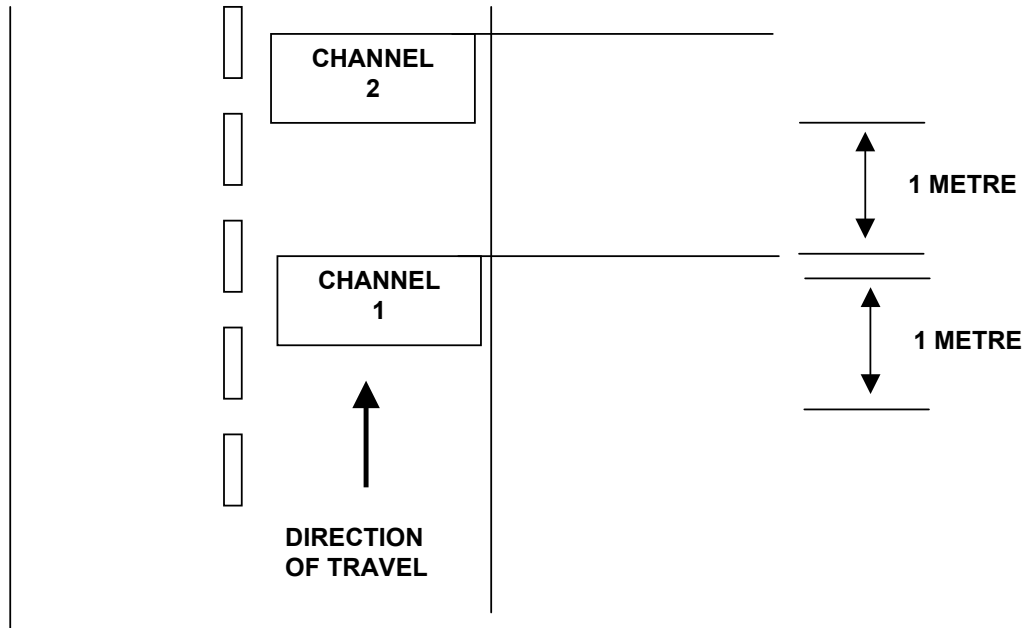 CHANNEL
2
1 METRE
CHANNEL
1
1 METRE
DIRECTION
OF TRAVEL